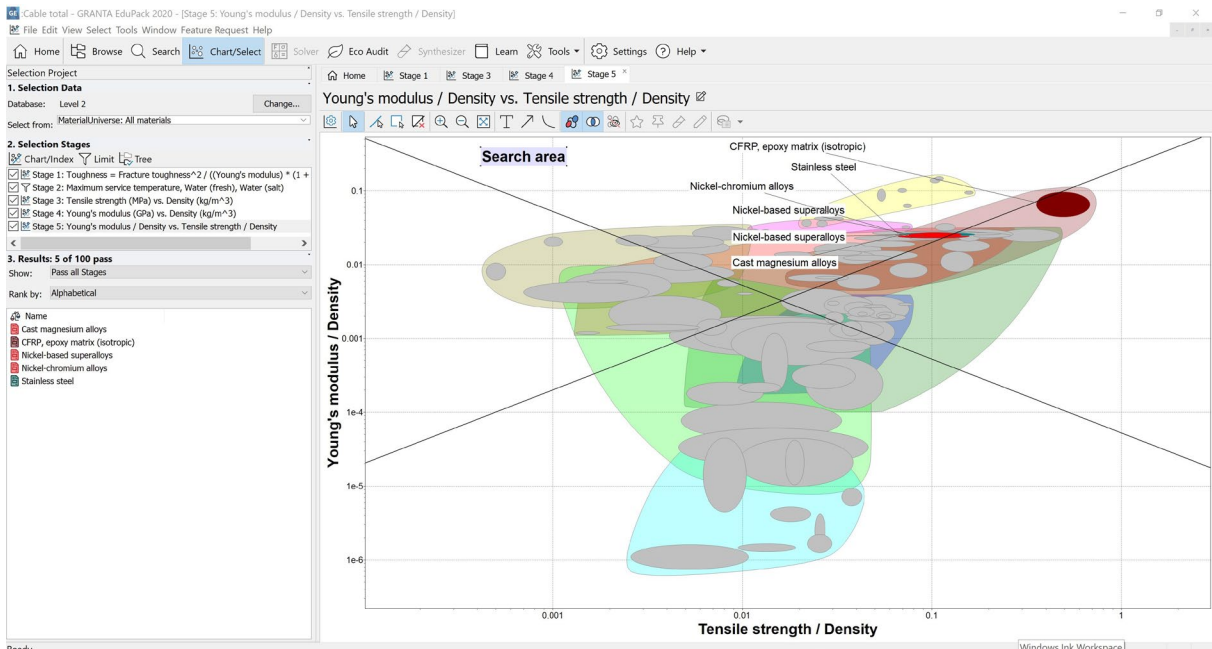 Cable total - GRANTA EduPack 2020 - [Stage 5: Young's modulus / Density vs. Tensile strength / Density]
File Edit View Select Tools Window Feature Request Help
Home Browse Search Chart/Select Solver Eco Audit Synthesizer Learn Tools Settings ? Help
Selection Project
Home Stage 1 Stage 3 Stage 4 Stage 5 ×
1. Selection Data
Database: Level 2 Change...
Select from: MaterialUniverse: All materials
Young's modulus / Density vs. Tensile strength / Density
2. Selection Stages
Chart/Index Limit Tree
Stage 1: Toughness = Fracture toughness^2 / ((Young's modulus) * (1 +
Stage 2: Maximum service temperature, Water (fresh), Water (salt)
Stage 3: Tensile strength (MPa) vs. Density (kg/m^3)
Stage 4: Young's modulus (GPa) vs. Density (kg/m^3)
Stage 5: Young's modulus / Density vs. Tensile strength / Density
3. Results: 5 of 100 pass
Show: Pass all Stages
Rank by: Alphabetical
Name
Cast magnesium alloys
CFRP, epoxy matrix (isotropic)
Nickel-based superalloys
Nickel-chromium alloys
Stainless steel
Search area
CFRP, epoxy matrix (isotropic)
Stainless steel
Nickel-chromium alloys
Nickel-based superalloys
Nickel-based superalloys
Cast magnesium alloys
Young's modulus / Density
0.1
0.01
0.001
1e-4
1e-5
1e-6
0.001 0.01 0.1 1
Tensile strength / Density
Windows Ink Workspace